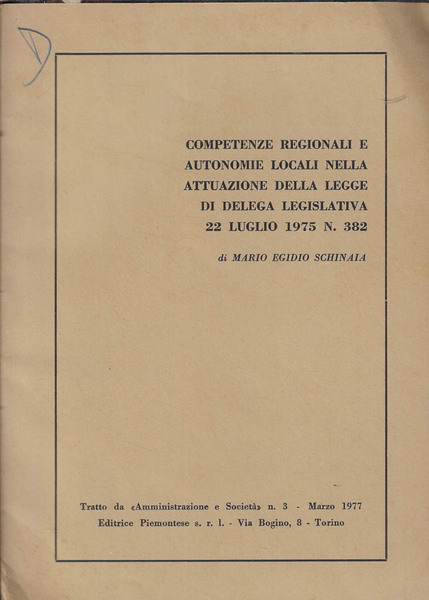 D
COMPETENZE REGIONALI E
AUTONOMIE LOCALI NELLA
ATTUAZIONE DELLA LEGGE
DI DELEGA LEGISLATIVA
22 LUGLIO 1975 N. 382
di MARIO EGIDIO SCHINAIA
Tratto da «Amministrazione e Società» n. 3 - Marzo 1977
Editrice Piemontese s. r. l. - Via Bogino, 8 - Torino